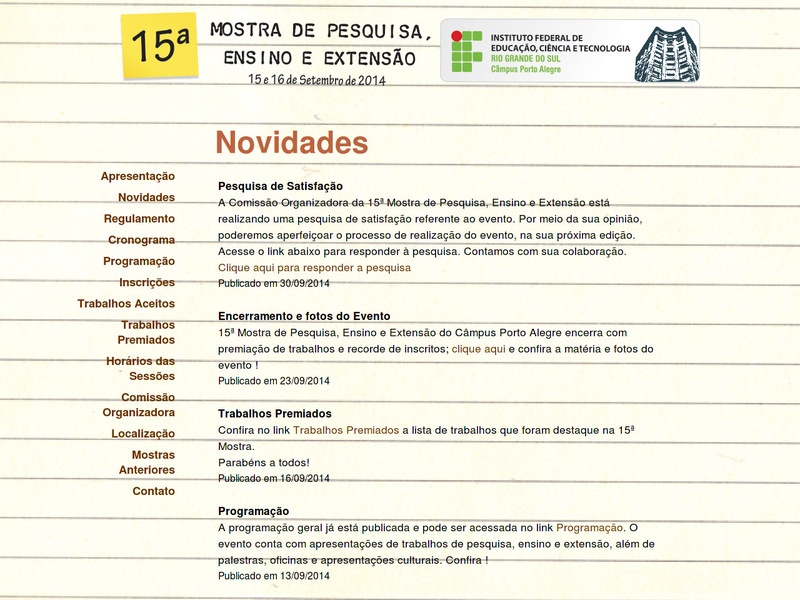 15ª
MOSTRA DE PESQUISA,
ENSINO E EXTENSÃO
15 e 16 de Setembro de 2014
INSTITUTO FEDERAL DE
EDUCAÇÃO, CIÊNCIA E TECNOLOGIA
RIO GRANDE DO SUL
Câmpus Porto Alegre
Novidades
Apresentação
Novidades
Regulamento
Cronograma
Programação
Inscrições
Trabalhos Aceitos
Trabalhos
Premiados
Horários das
Sessões
Comissão
Organizadora
Localização
Mostras
Anteriores
Contato
Pesquisa de Satisfação
A Comissão Organizadora da 15ª Mostra de Pesquisa, Ensino e Extensão está
realizando uma pesquisa de satisfação referente ao evento. Por meio da sua opinião,
poderemos aperfeiçoar o processo de realização do evento, na sua próxima edição.
Acesse o link abaixo para responder à pesquisa. Contamos com sua colaboração.
Clique aqui para responder a pesquisa
Publicado em 30/09/2014
Encerramento e fotos do Evento
15ª Mostra de Pesquisa, Ensino e Extensão do Câmpus Porto Alegre encerra com
premiação de trabalhos e recorde de inscritos; clique aqui e confira a matéria e fotos do
evento !
Publicado em 23/09/2014
Trabalhos Premiados
Confira no link Trabalhos Premiados a lista de trabalhos que foram destaque na 15ª
Mostra.
Parabéns a todos!
Publicado em 16/09/2014
Programação
A programação geral já está publicada e pode ser acessada no link Programação. O
evento conta com apresentações de trabalhos de pesquisa, ensino e extensão, além de
palestras, oficinas e apresentações culturais. Confira !
Publicado em 13/09/2014